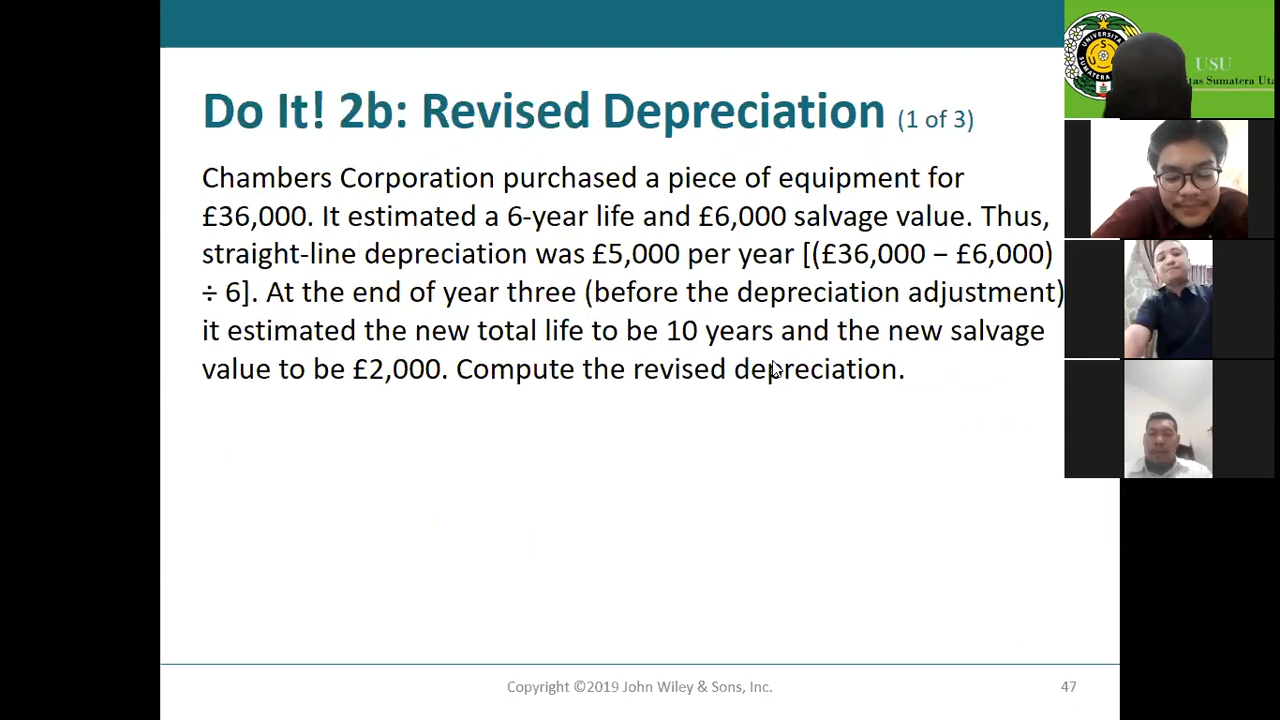 Do It! 2b: Revised Depreciation (1 of 3)
Chambers Corporation purchased a piece of equipment for
£36,000. It estimated a 6-year life and £6,000 salvage value. Thus,
straight-line depreciation was £5,000 per year [(£36,000 − £6,000)
÷ 6]. At the end of year three (before the depreciation adjustment)
it estimated the new total life to be 10 years and the new salvage
value to be £2,000. Compute the revised depreciation.
Copyright ©2019 John Wiley & Sons, Inc.
47
USU
Sumatera